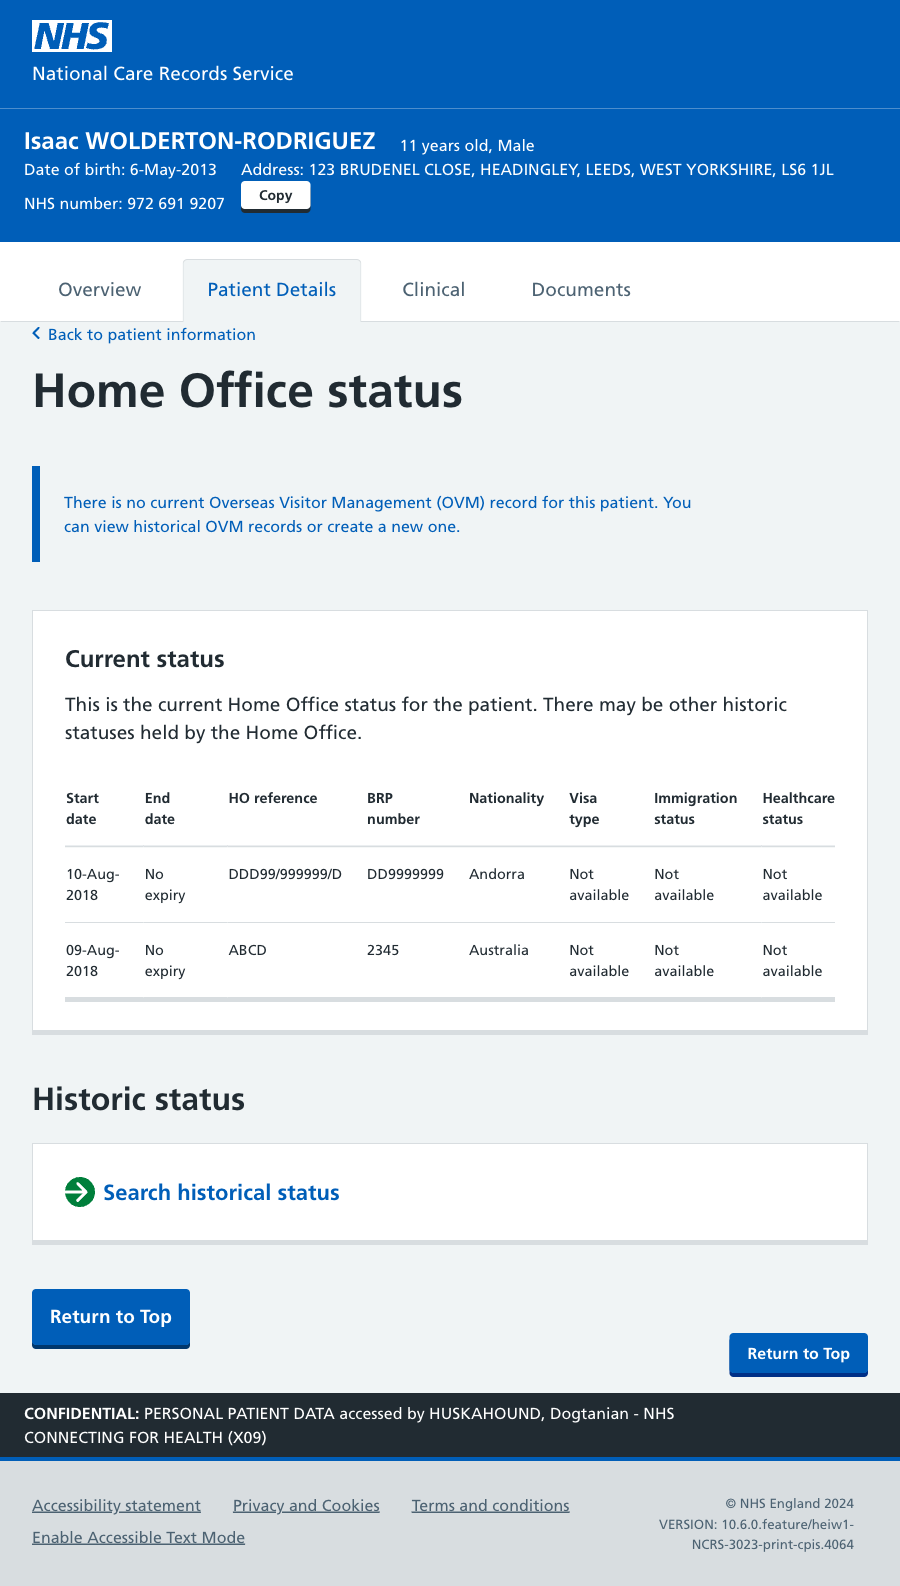 NHS
National Care Records Service
Isaac WOLDERTON-RODRIGUEZ 11 years old, Male
Date of birth: 6-May-2013 Address: 123 BRUDENEL CLOSE, HEADINGLEY, LEEDS, WEST YORKSHIRE, LS6 1JL
NHS number: 972 691 9207 Copy
Overview Patient Details Clinical Documents
Back to patient information
Home Office status
There is no current Overseas Visitor Management (OVM) record for this patient. You
can view historical OVM records or create a new one.
Current status
This is the current Home Office status for the patient. There may be other historic
statuses held by the Home Office.
Start End HO reference BRP Nationality Visa Immigration Healthcare
date date number type status status
10-Aug- No DDD99/999999/D DD9999999 Andorra Not Not Not
2018 expiry available available available
09-Aug- No ABCD 2345 Australia Not Not Not
2018 expiry available available available
Historic status
Search historical status
Return to Top
Return to Top
CONFIDENTIAL: PERSONAL PATIENT DATA accessed by HUSKAHOUND, Dogtanian - NHS
CONNECTING FOR HEALTH (X09)
Accessibility statement Privacy and Cookies Terms and conditions
Enable Accessible Text Mode
© NHS England 2024
VERSION: 10.6.0.feature/heiw1-
NCRS-3023-print-cpis.4064